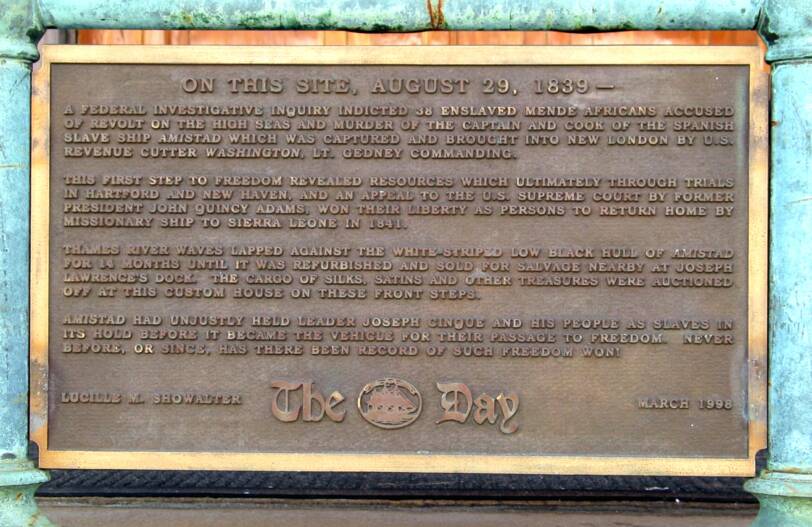 ON THIS SITE, AUGUST 29, 1839 —
A FEDERAL INVESTIGATIVE INQUIRY INDICTED 38 ENSLAVED MENDE AFRICANS ACCUSED
OF REVOLT ON THE HIGH SEAS AND MURDER OF THE CAPTAIN AND COOK OF THE SPANISH
SLAVE SHIP AMISTAD WHICH WAS CAPTURED AND BROUGHT INTO NEW LONDON BY U.S.
REVENUE CUTTER WASHINGTON, LT. GEDNEY COMMANDING.
THIS FIRST STEP TO FREEDOM REVEALED RESOURCES WHICH ULTIMATELY THROUGH TRIALS
IN HARTFORD AND NEW HAVEN, AND AN APPEAL TO THE U.S. SUPREME COURT BY FORMER
PRESIDENT JOHN QUINCY ADAMS, WON THEIR LIBERTY AS PERSONS TO RETURN HOME BY
MISSIONARY SHIP TO SIERRA LEONE IN 1841.
THAMES RIVER WAVES LAPPED AGAINST THE WHITE-STRIPED LOW BLACK HULL OF AMISTAD
FOR 14 MONTHS UNTIL IT WAS REFURBISHED AND SOLD FOR SALVAGE NEARBY AT JOSEPH
LAWRENCE'S DOCK. THE CARGO OF SILKS, SATINS AND OTHER TREASURES WERE AUCTIONED
OFF AT THIS CUSTOM HOUSE ON THESE FRONT STEPS.
AMISTAD HAD UNJUSTLY HELD LEADER JOSEPH CINQUE AND HIS PEOPLE AS SLAVES IN
ITS HOLD BEFORE IT BECAME THE VEHICLE FOR THEIR PASSAGE TO FREEDOM. NEVER
BEFORE, OR SINCE, HAS THERE BEEN RECORD OF SUCH FREEDOM WON!
LUCILLE M. SHOWALTER The Day MARCH 1998